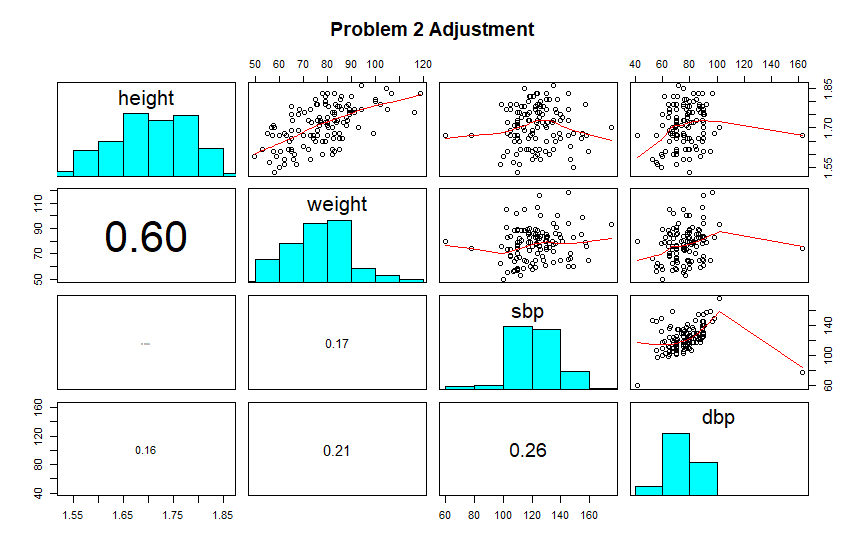 Problem 2 Adjustment
50 60 70 80 90 100 120
40 60 80 100 120 140 160
height
1.55 1.70 1.85
50 70 90 110
0.60
weight
0.17
sbp
60 100 140
40 80 120 160
0.16
0.21
0.26
dbp
1.55 1.65 1.75 1.85
60 80 100 120 140 160